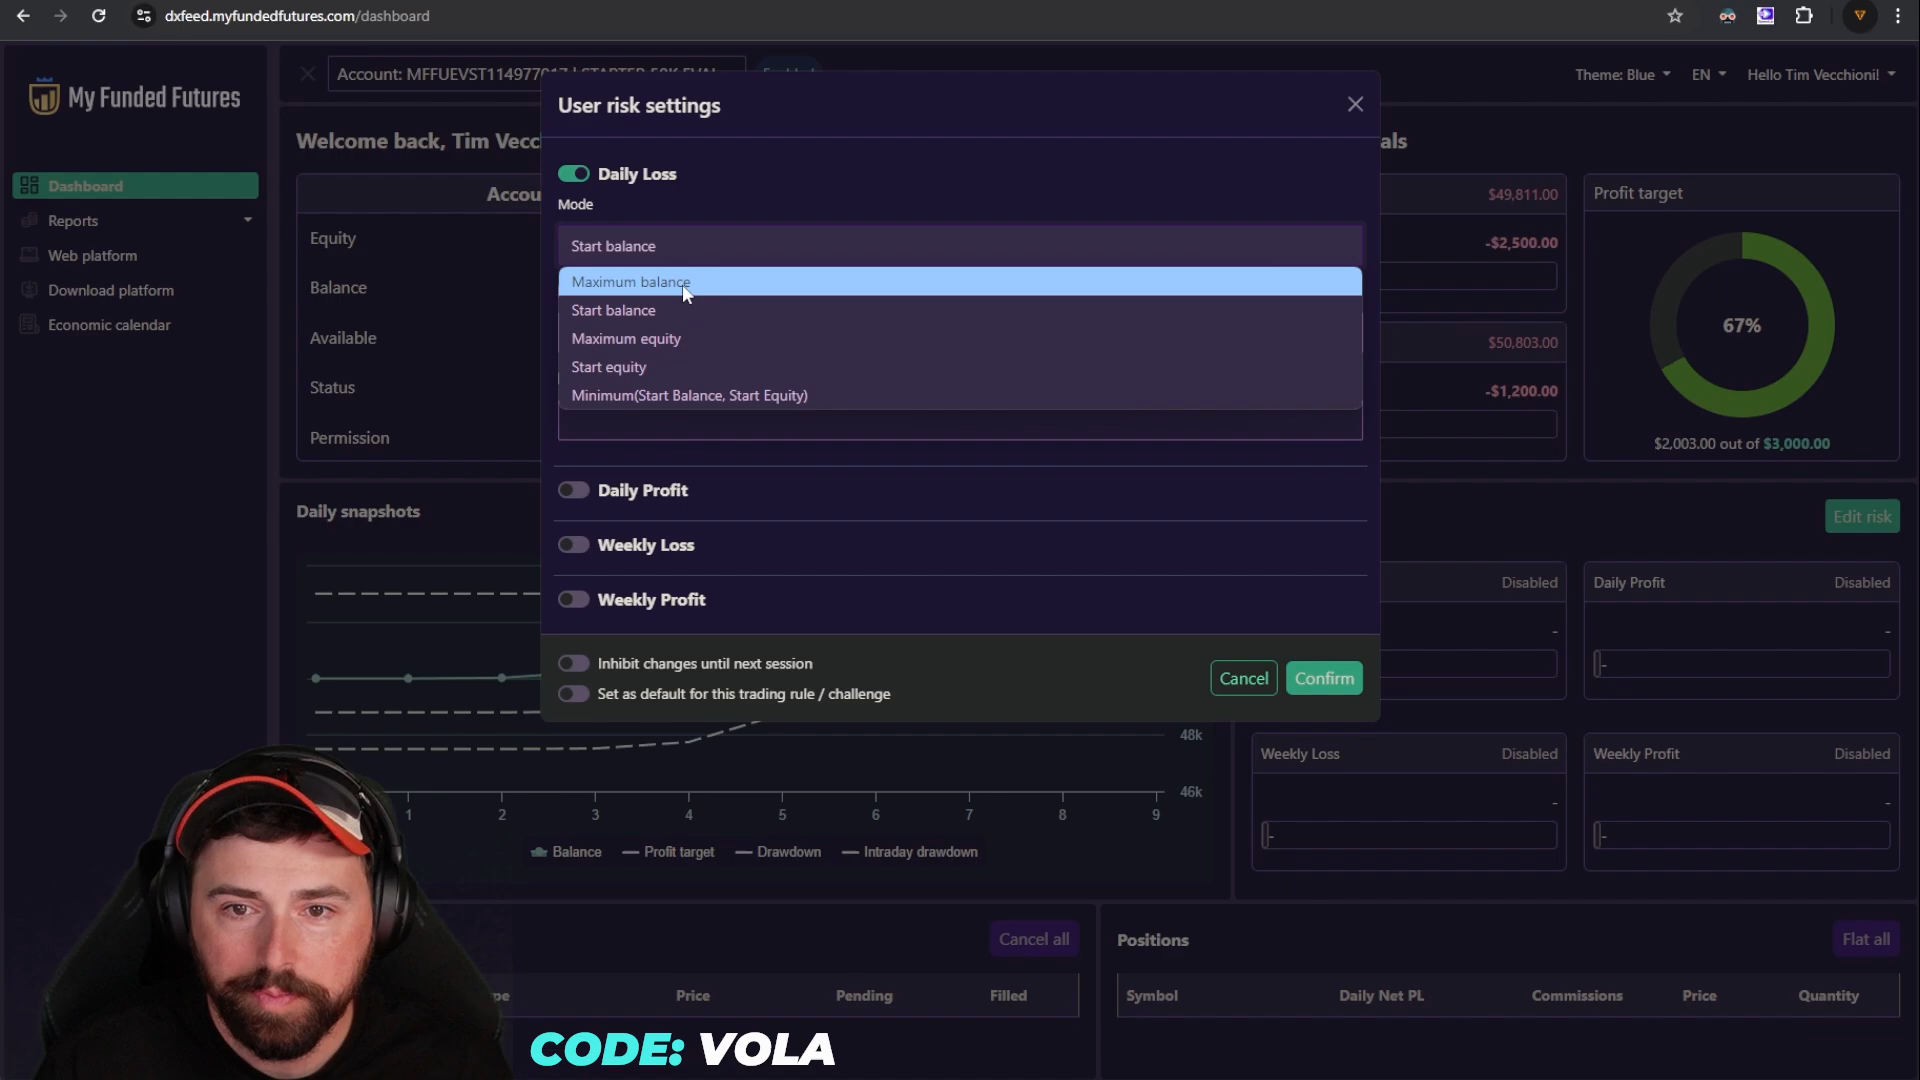 dxfeed.myfundedfutures.com/dashboard
My Funded Futures
Account: MFFUEVST114977017 | STARTER 50K EVAL
Enabled
Theme: Blue
EN
Hello Tim Vecchioni!
Dashboard
Reports
Web platform
Download platform
Economic calendar
Welcome back, Tim Vecc
als
Accou
Equity
Balance
Available
Status
Permission
User risk settings
Daily Loss
Mode
Start balance
Maximum balance
Start balance
Maximum equity
Start equity
Minimum(Start Balance, Start Equity)
Daily Profit
Weekly Loss
Weekly Profit
Inhibit changes until next session
Set as default for this trading rule / challenge
Cancel
Confirm
$49,811.00
-$2,500.00
$50,803.00
-$1,200.00
Profit target
67%
$2,003.00 out of $3,000.00
Daily snapshots
48k
46k
1 2 3 4 5 6 7 8 9
Balance
Profit target
Drawdown
Intraday drawdown
Edit risk
Disabled
-
Daily Profit
Disabled
-
-
Weekly Loss
Disabled
-
-
Weekly Profit
Disabled
-
-
Cancel all
pe
Price
Pending
Filled
Positions
Flat all
Symbol
Daily Net PL
Commissions
Price
Quantity
CODE: VOLA